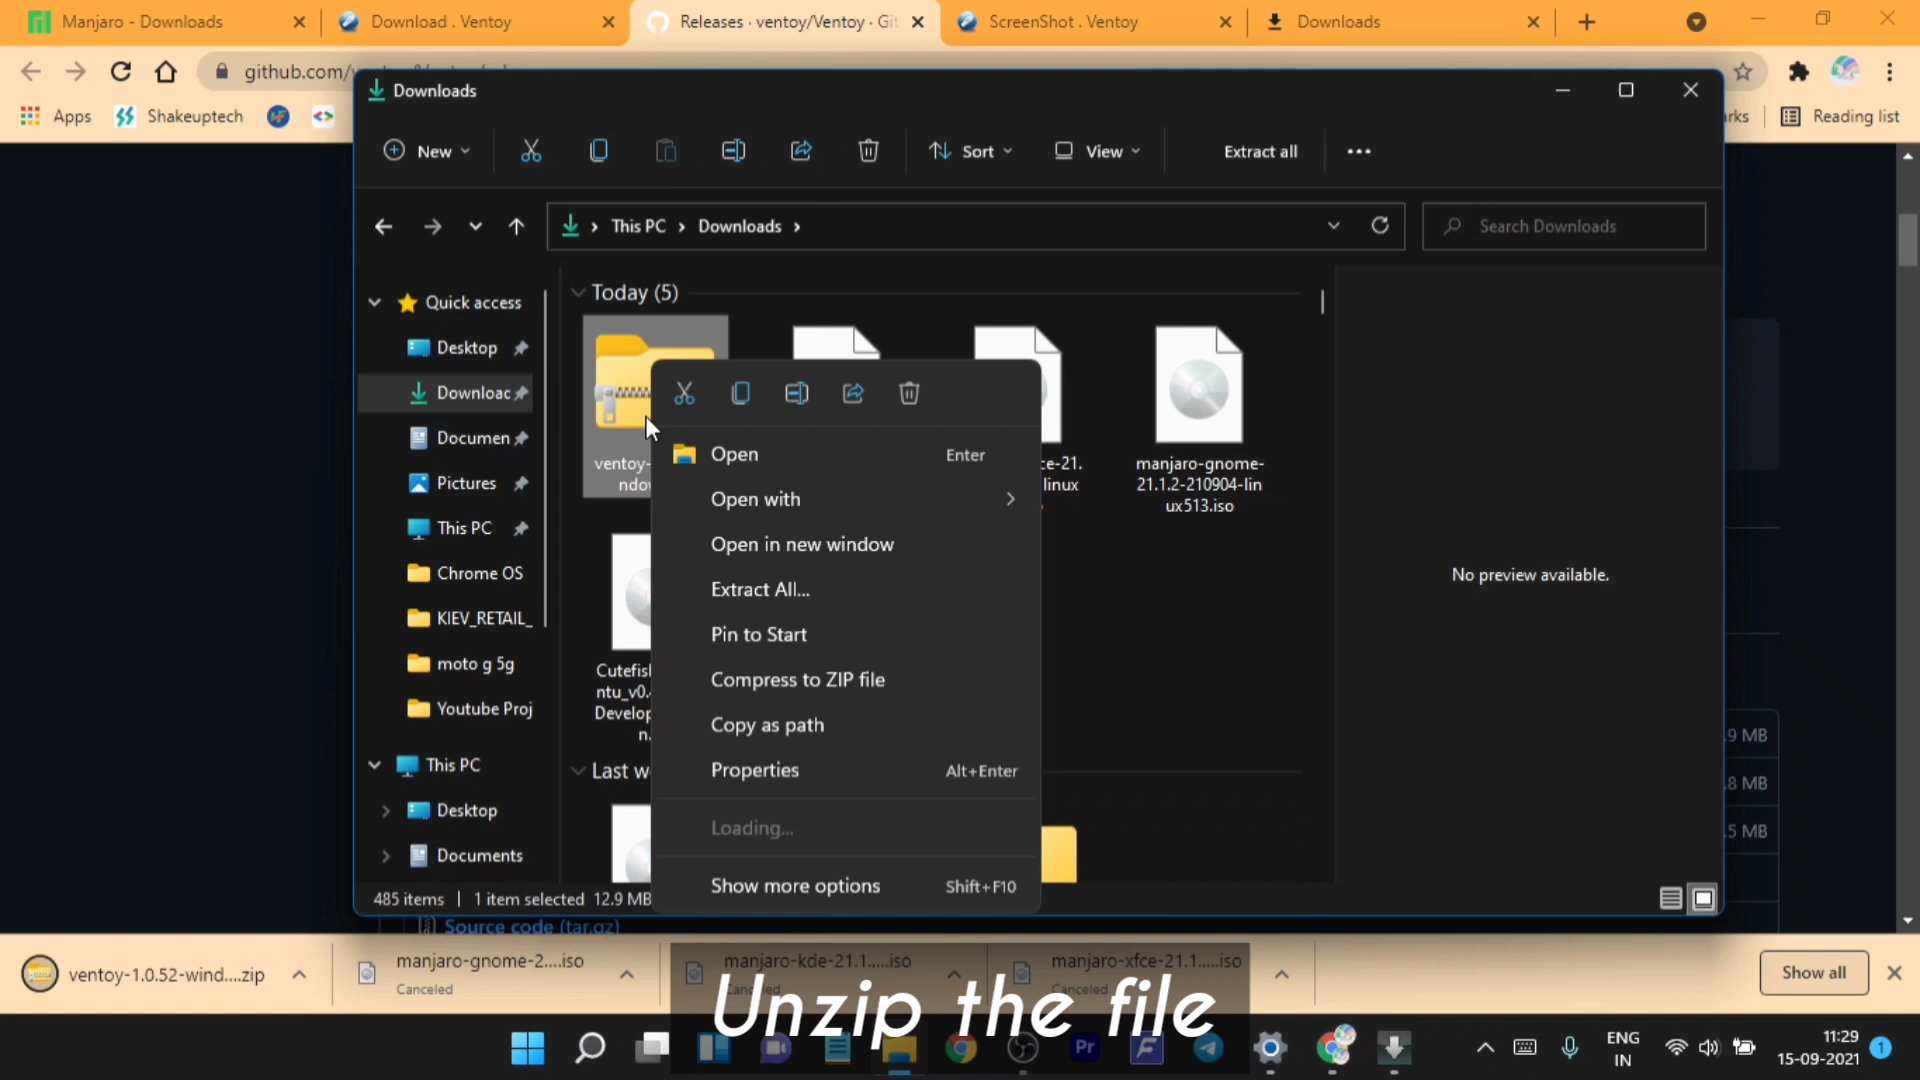 Manjaro - Downloads
Download . Ventoy
Releases · ventoy/Ventoy · Git
ScreenShot . Ventoy
Downloads
github.com/
Apps
Shakeuptech
Reading list
Downloads
New
Sort
View
Extract all
This PC
Downloads
Search Downloads
Quick access
Desktop
Downloac
Documen
Pictures
This PC
Chrome OS
KIEV_RETAIL_
moto g 5g
Youtube Proj
This PC
Desktop
Documents
Today (5)
ventoy-
ndow
ce-21.
linux
manjaro-gnome-
21.1.2-210904-lin
ux513.iso
Cutefis
ntu_v0.
Develop
n.
Last w
Open Enter
Open with
Open in new window
Extract All...
Pin to Start
Compress to ZIP file
Copy as path
Properties Alt+Enter
Loading...
Show more options Shift+F10
No preview available.
.9 MB
.8 MB
.5 MB
485 items
1 item selected 12.9 MB
Source code (tar.gz)
ventoy-1.0.52-wind....zip
manjaro-gnome-2....iso
Canceled
manjaro-kde-21.1.....iso
Canceled
manjaro-xfce-21.1.....iso
Canceled
Show all
Unzip the file
Pr
ENG
IN
11:29
15-09-2021
1